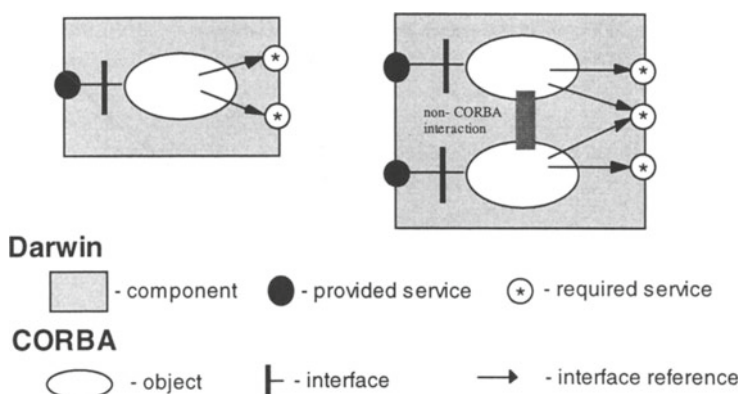 non- CORBA
interaction
Darwin
- component
- provided service
* - required service
CORBA
- object
- interface
- interface reference